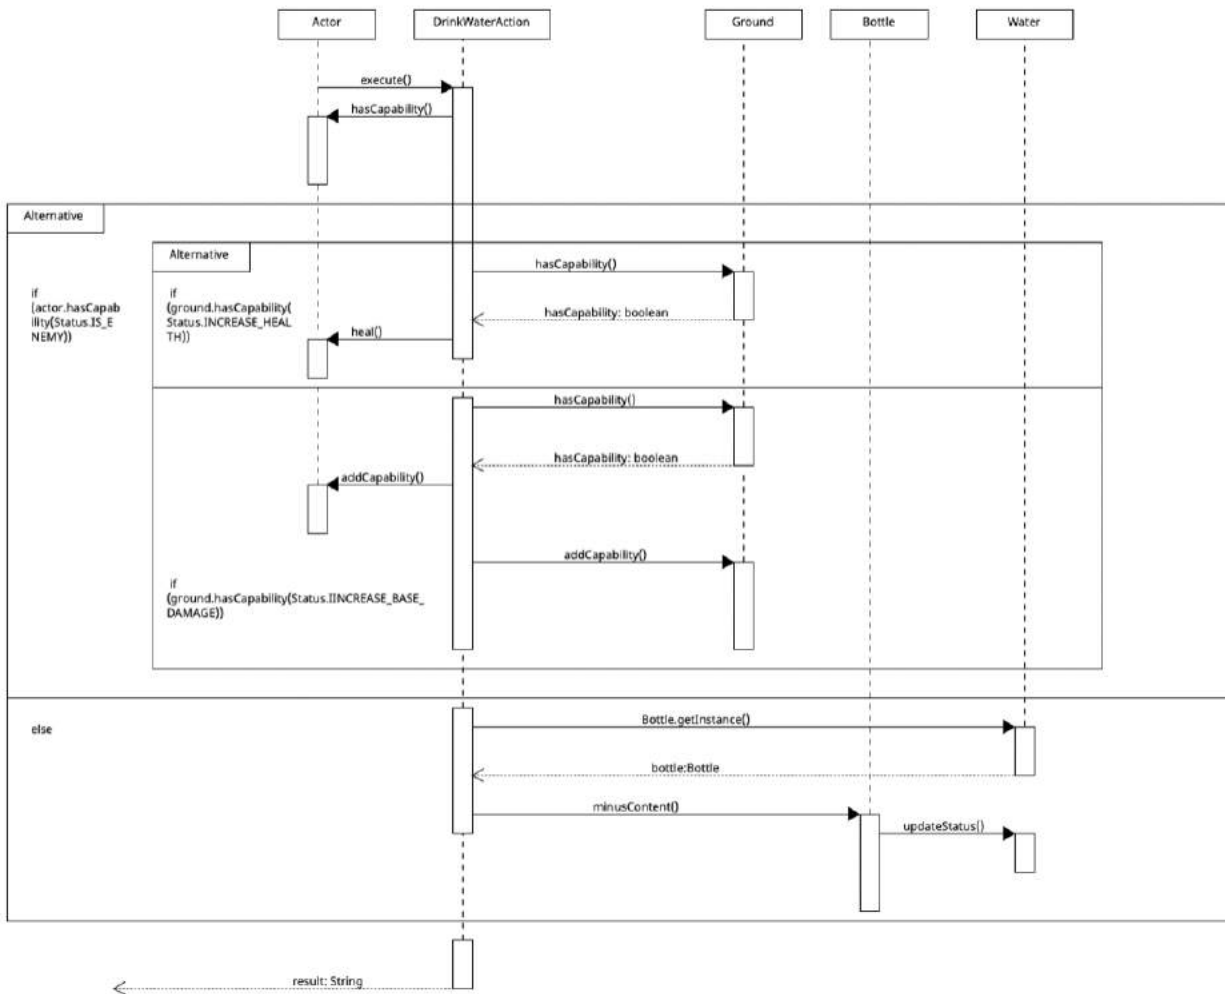 Actor
DrinkWaterAction
Ground
Bottle
Water
execute()
hasCapability()
Alternative
Alternative
if
(actor.hasCapab
ility(Status.IS_E
NEMY))
if
(ground.hasCapability(
Status.INCREASE_HEAL
TH))
hasCapability()
hasCapability: boolean
heal()
hasCapability()
hasCapability: boolean
addCapability()
addCapability()
if
(ground.hasCapability(Status.IINCREASE_BASE_
DAMAGE))
else
Bottle.getInstance()
bottle:Bottle
minusContent()
updateStatus()
result: String